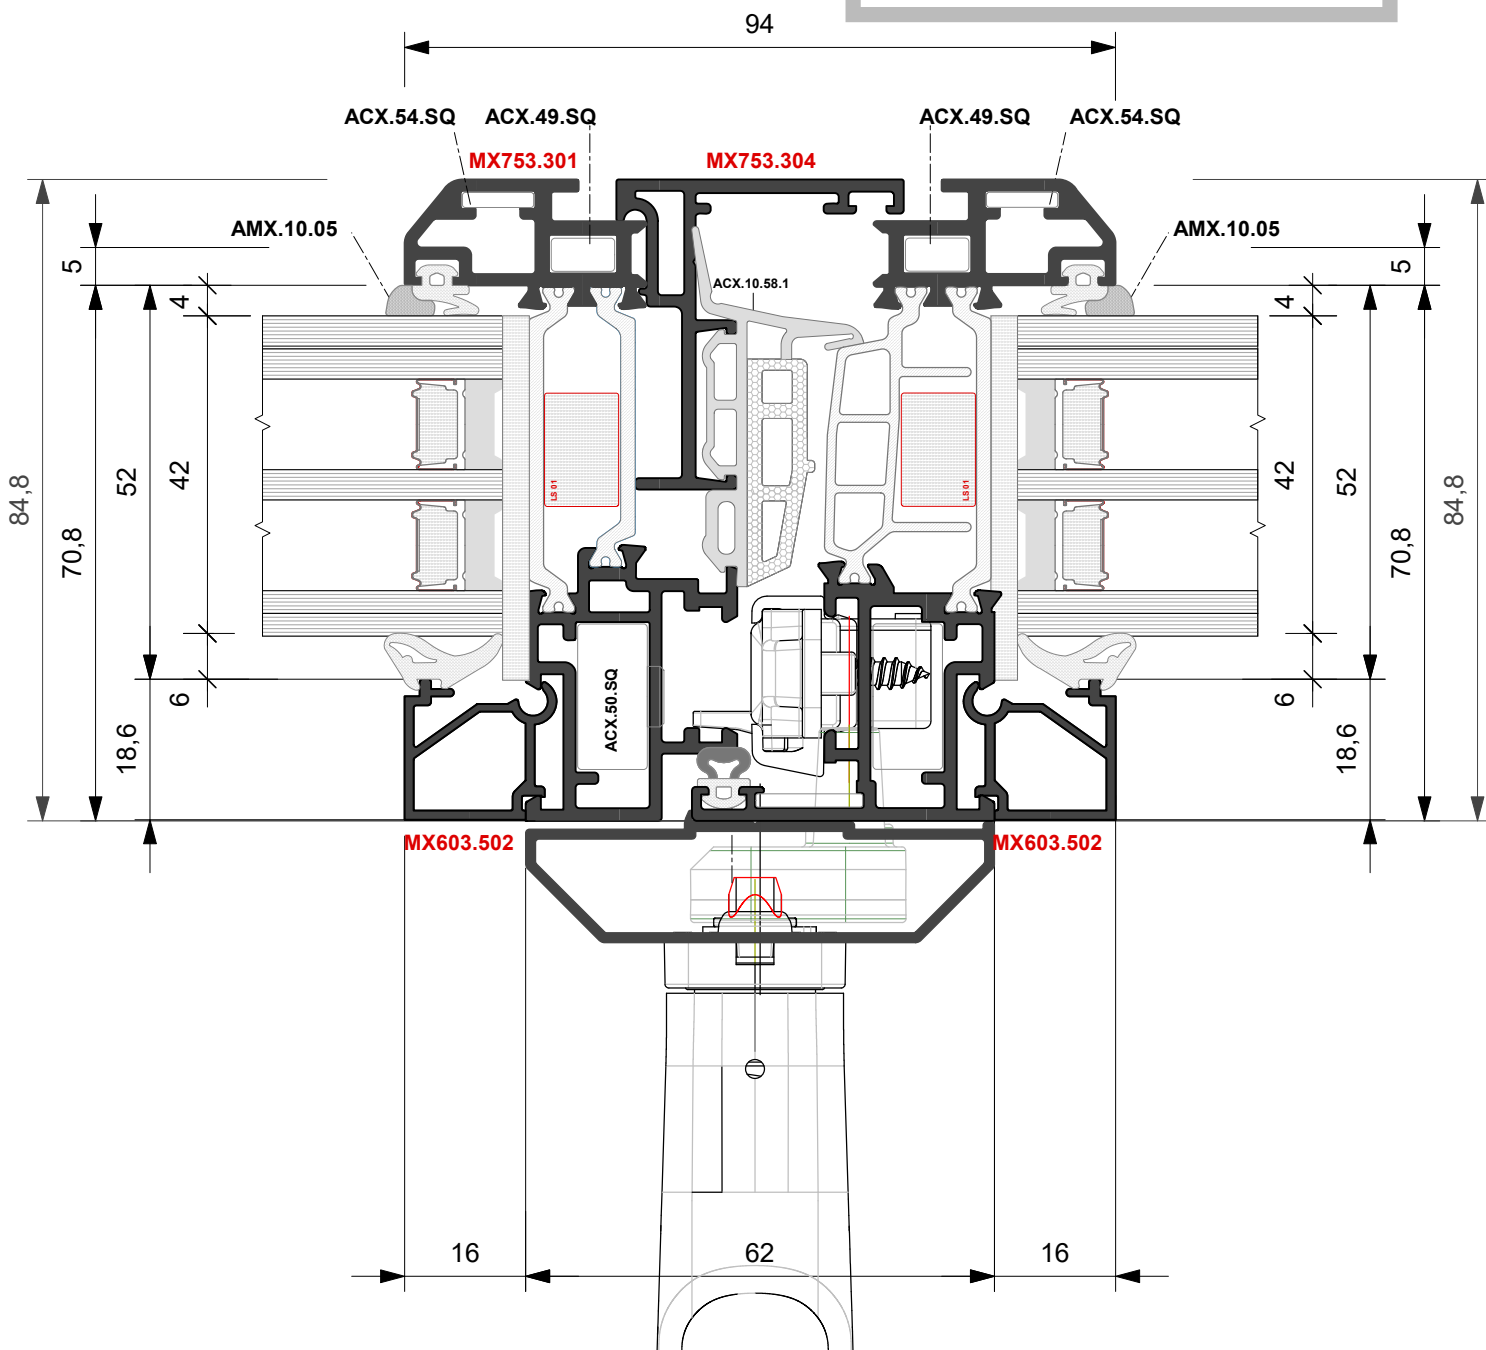 94
ACX.54.SQ ACX.49.SQ ACX.49.SQ ACX.54.SQ
MX753.301 MX753.304
AMX.10.05 AMX.10.05
5 5
4 4
ACX.10.58.1
84,8 52 42 42 52 84,8
70,8 70,8
LS 01 LS 01
6 6
ACX.50.SQ
18,6 18,6
MX603.502 MX603.502
16 62 16